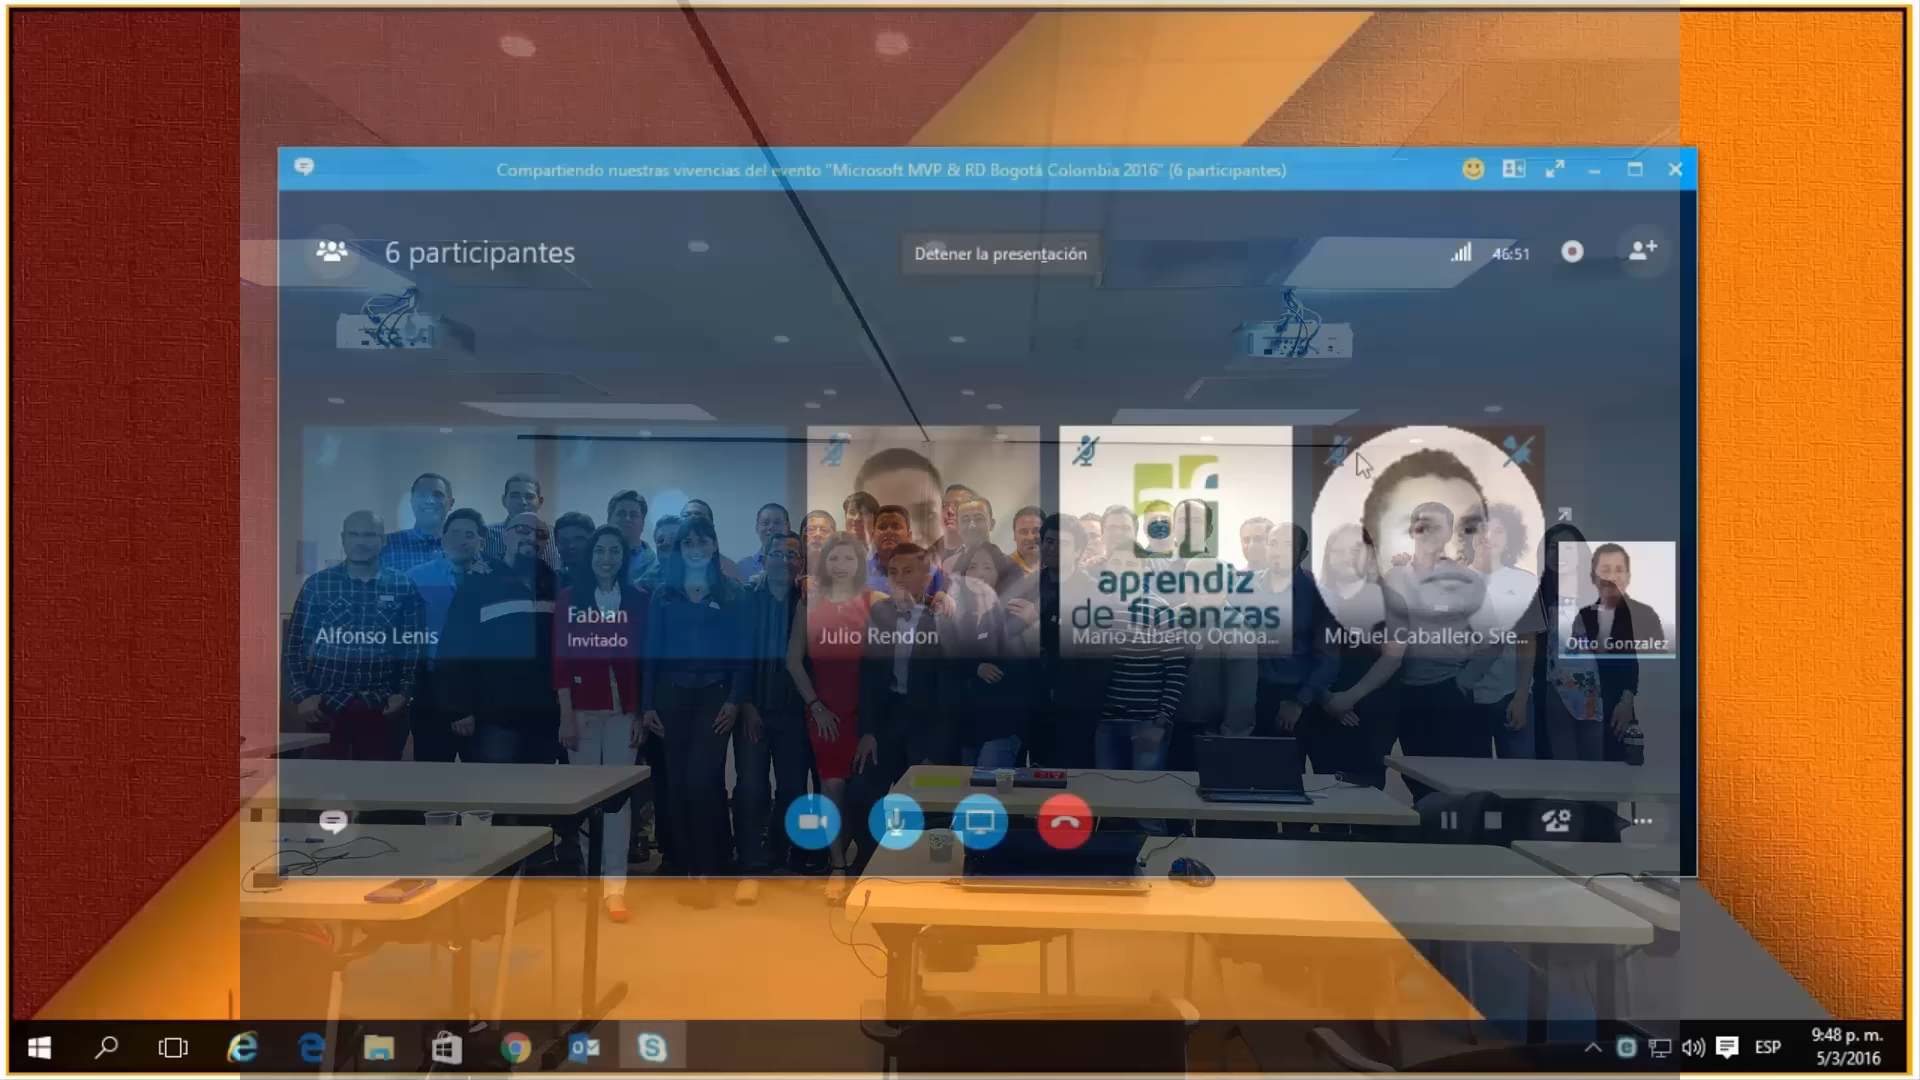 Compartiendo nuestras vivencias del evento "Microsoft MVP & RD Bogotá Colombia 2016" (6 participantes)
6 participantes
Detener la presentación
46:51
aprendiz
de finanzas
Alfonso Lenis
Fabian
Invitado
Julio Rendon
Mario Alberto Ochoa...
Miguel Caballero Sie...
Otto Gonzalez
ESP
9:48 p. m.
5/3/2016